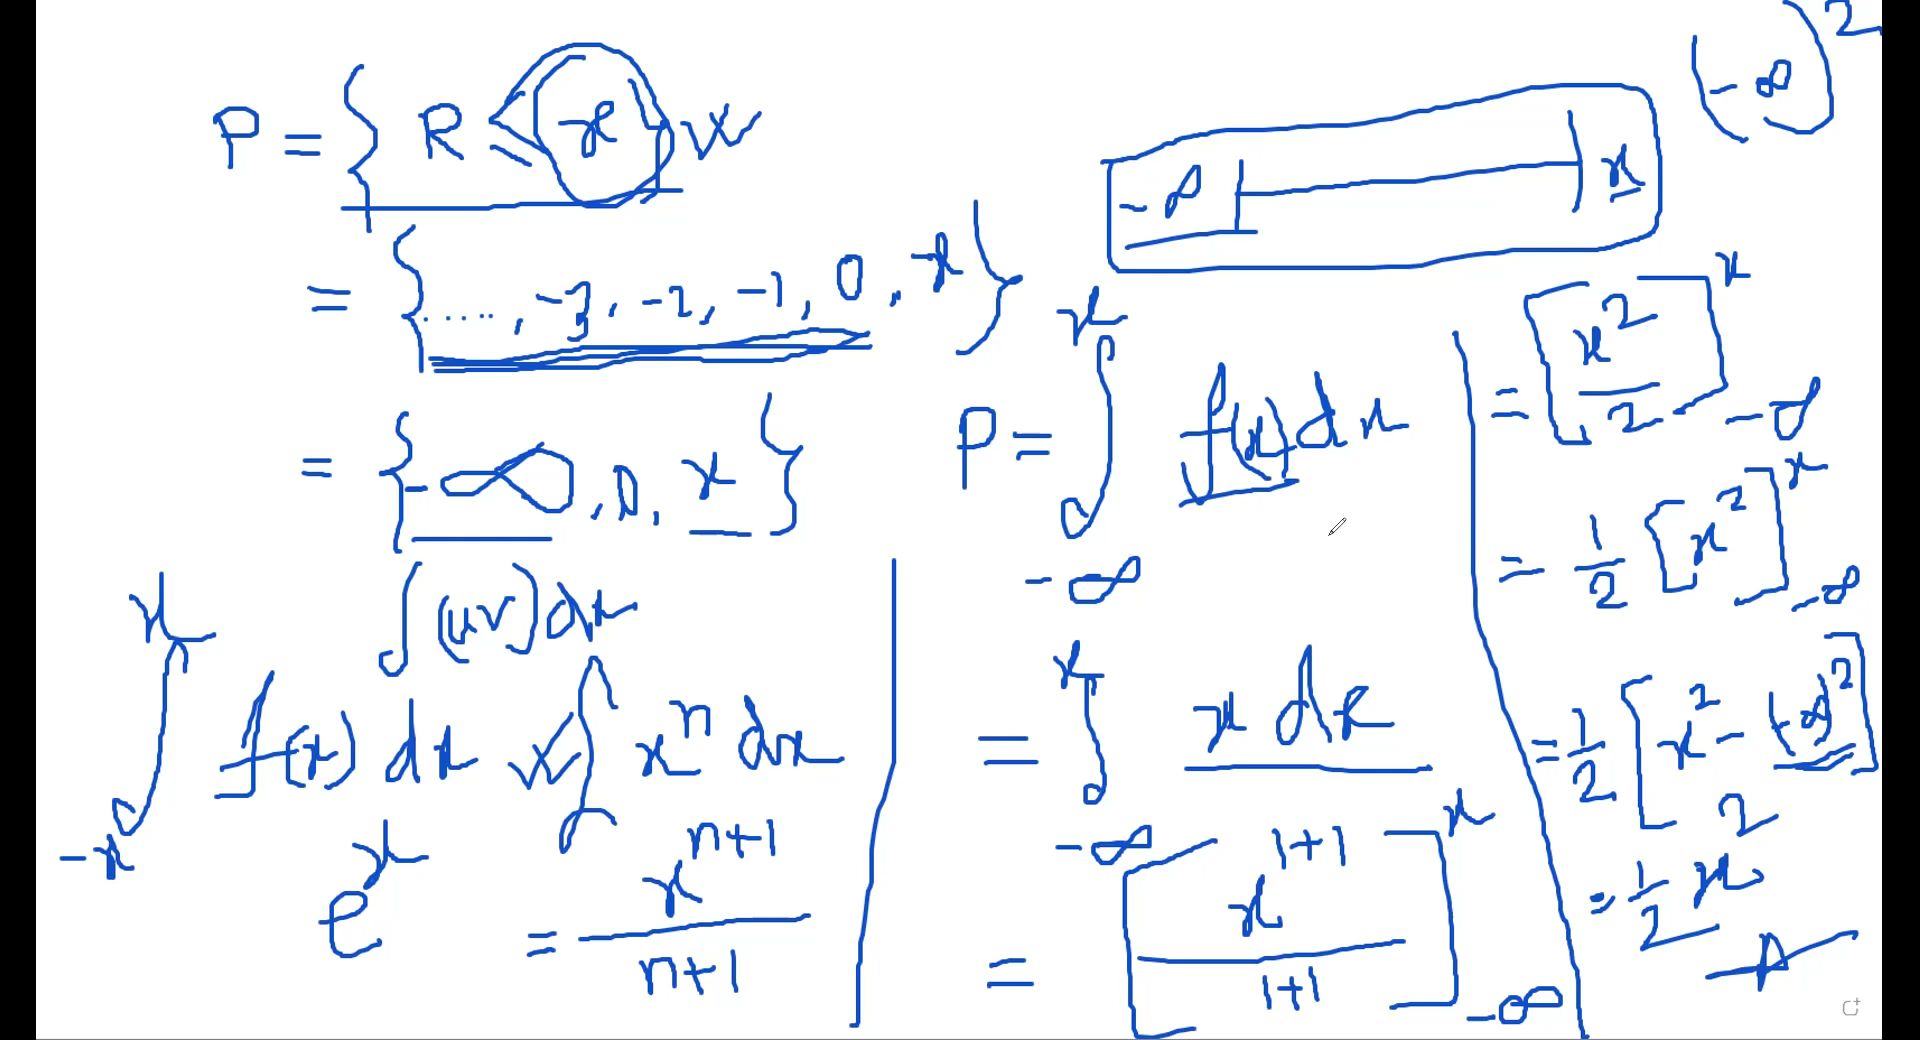 P = { R < x W
= { ....., -3, -2, -1, 0, x }
= { -∞, 0, x }
∫(uv)dx
x
∫ f(x) dx
-x
∫ xⁿ dx
eˣ
= xⁿ⁺¹
n+1
(-∞)²
-∞ x
x
P = ∫ f(x) dx
-∞
x
= ∫ x dx
-∞
= [ x¹⁺¹ ]ˣ
1+1 -∞
= [ x² ]ˣ
2 -∞
= 1/2 [x²]ˣ -∞
= 1/2 [x² - (-∞)²]
= 1/2 x²